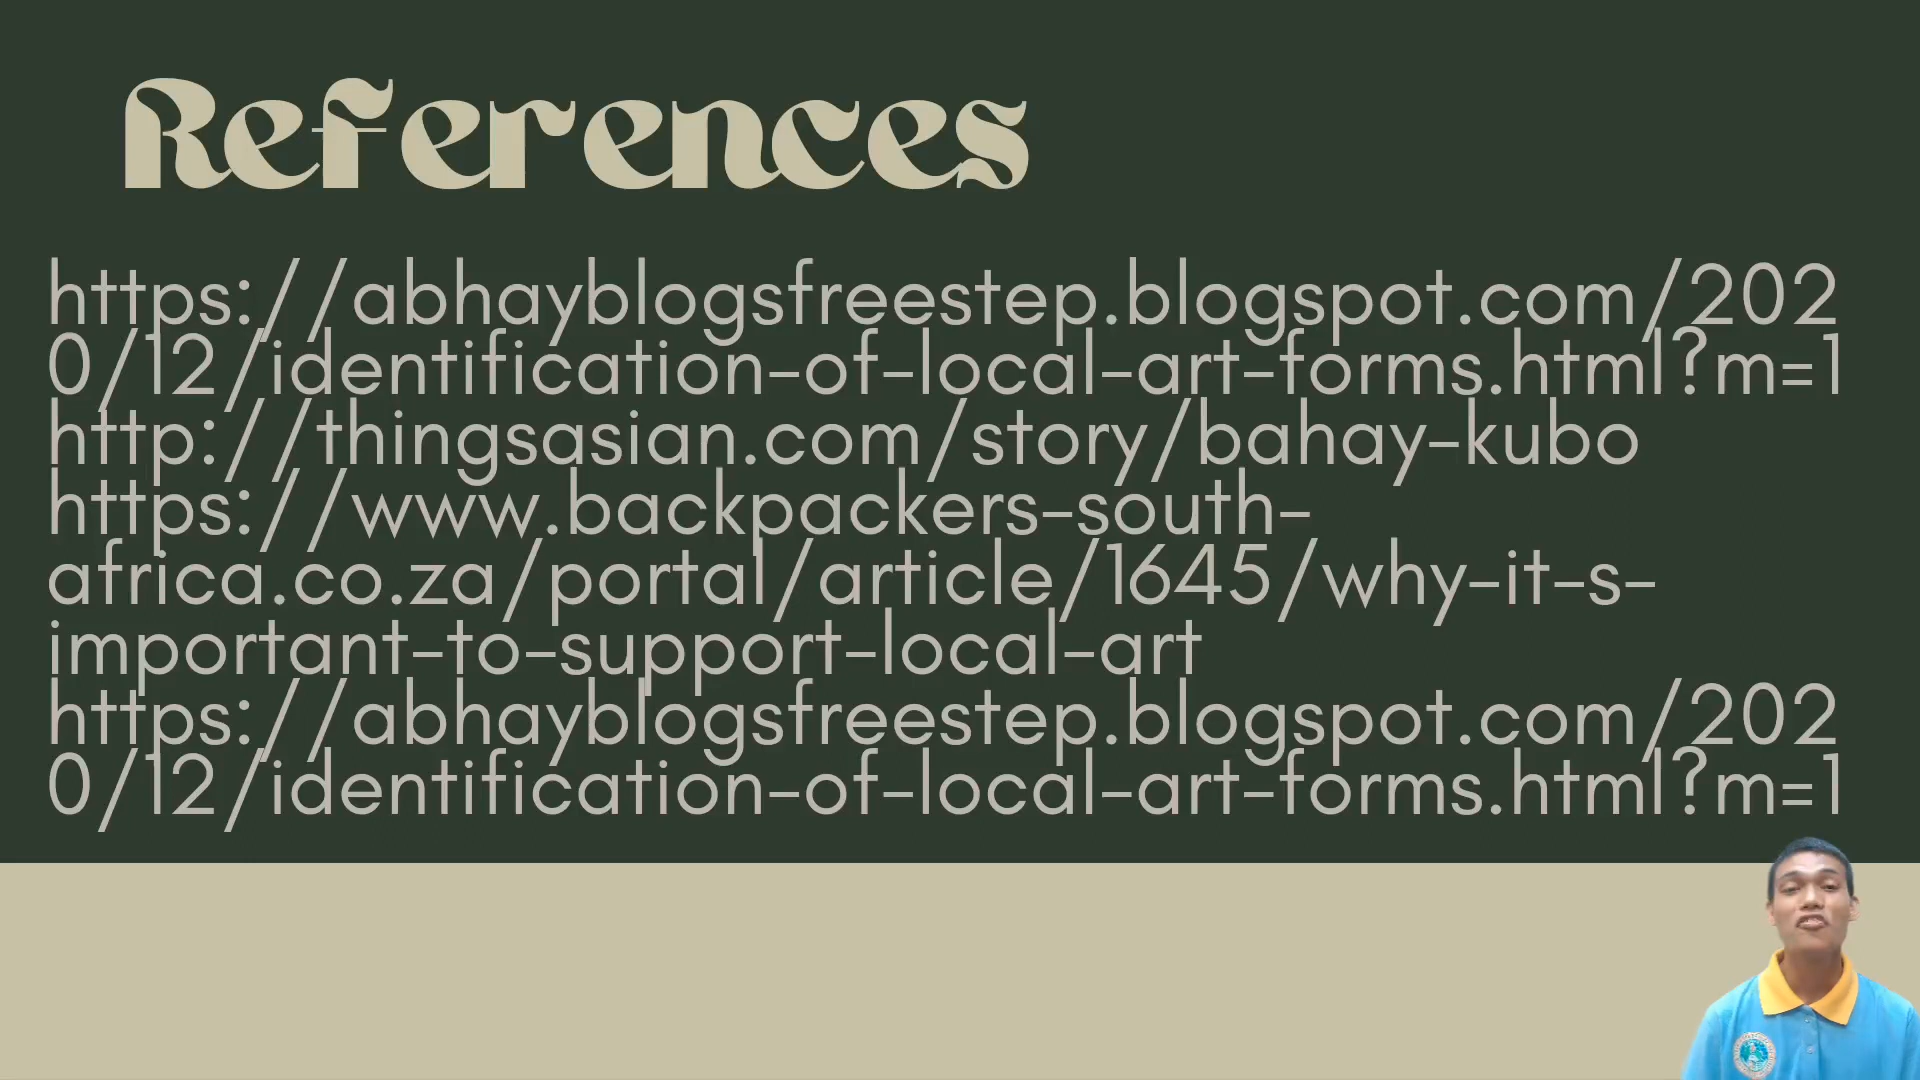 References
https://abhayblogsfreestep.blogspot.com/202
0/12/identification-of-local-art-forms.html?m=1
http://thingsasian.com/story/bahay-kubo
https://www.backpackers-south-
africa.co.za/portal/article/1645/why-it-s-
important-to-support-local-art
https://abhayblogsfreestep.blogspot.com/202
0/12/identification-of-local-art-forms.html?m=1